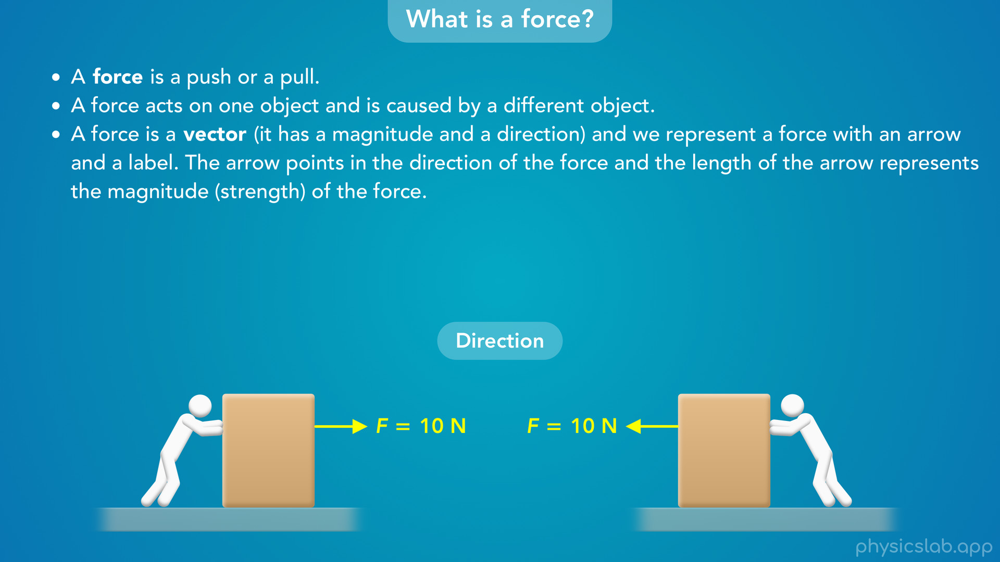 What is a force?
• A force is a push or a pull.
• A force acts on one object and is caused by a different object.
• A force is a vector (it has a magnitude and a direction) and we represent a force with an arrow
and a label. The arrow points in the direction of the force and the length of the arrow represents
the magnitude (strength) of the force.
Direction
F = 10 N
F = 10 N
physicslab.app